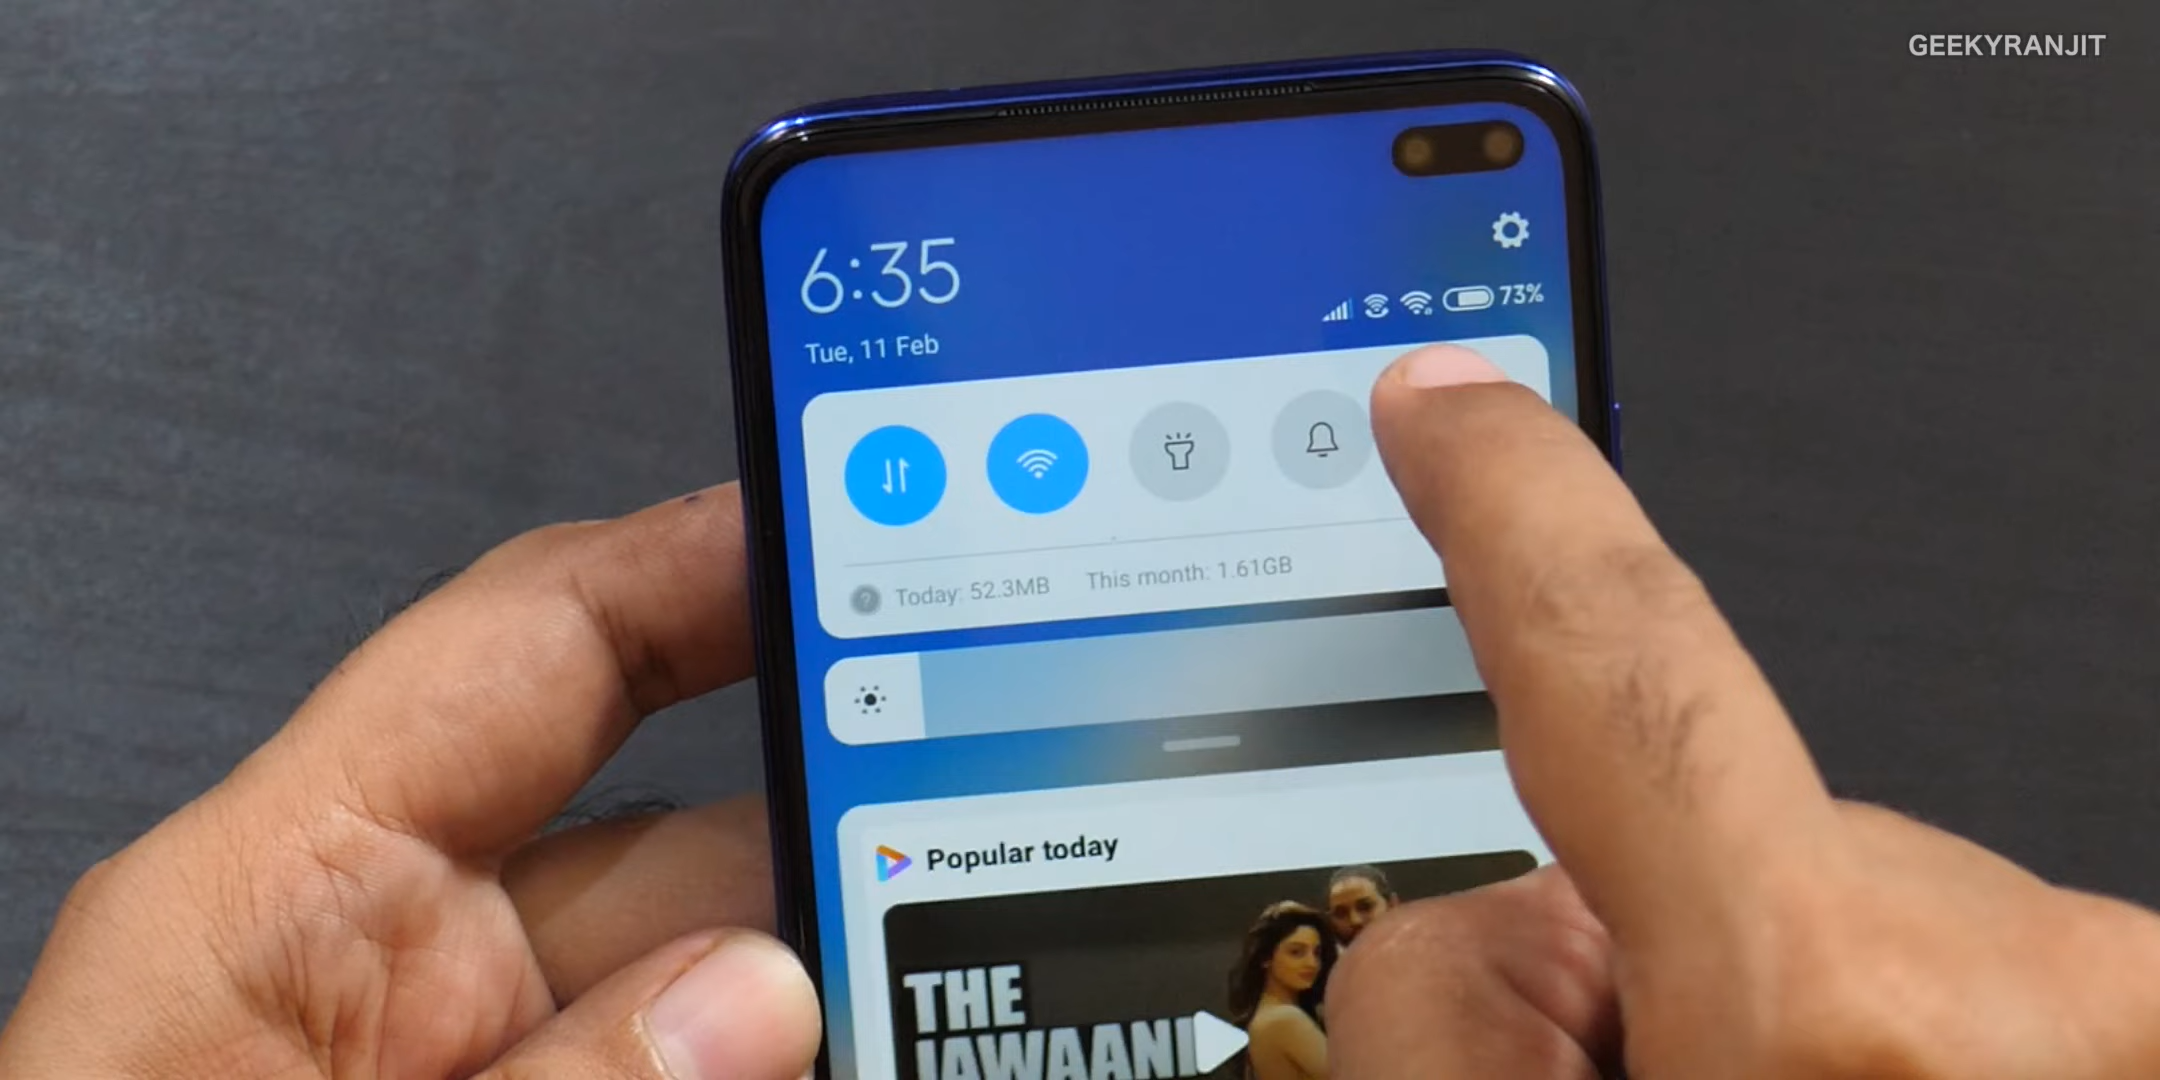 GEEKYRANJIT
6:35
73%
Tue, 11 Feb
Today: 52.3MB This month: 1.61GB
Popular today
THE
JAWAANI